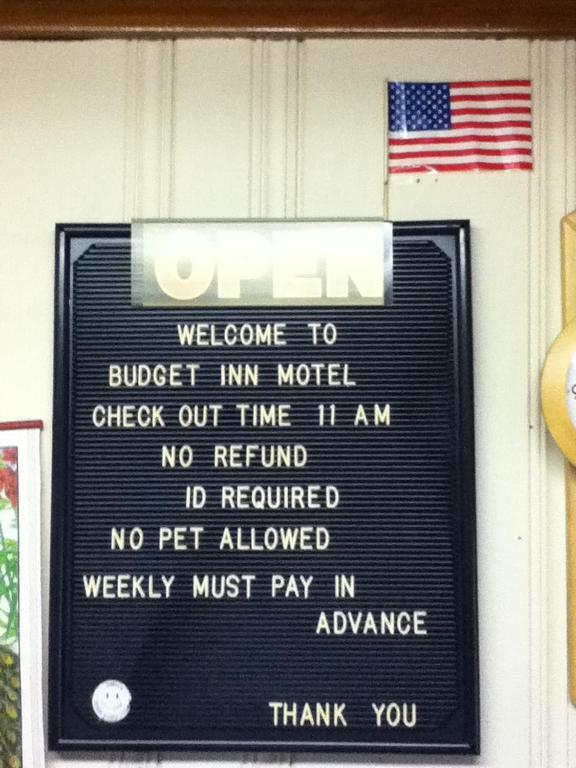 OPEN
WELCOME TO
BUDGET INN MOTEL
CHECK OUT TIME 11 AM
NO REFUND
ID REQUIRED
NO PET ALLOWED
WEEKLY MUST PAY IN
ADVANCE
THANK YOU